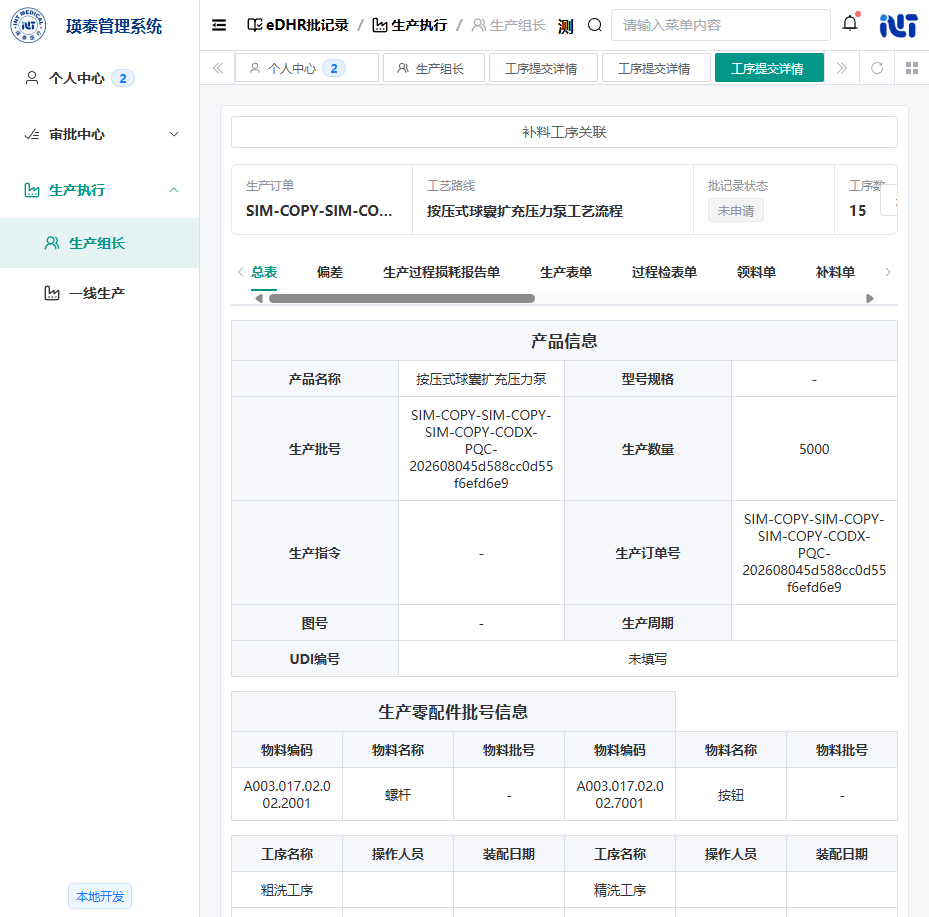 瑛泰管理系统
eDHR批记录 / 生产执行 / 生产组长
测
请输入菜单内容
个人中心 2
审批中心
生产执行
生产组长
一线生产
本地开发
个人中心 2
生产组长
工序提交详情
工序提交详情
工序提交详情
补料工序关联
生产订单
SIM-COPY-SIM-CO...
工艺路线
按压式球囊扩充压力泵工艺流程
批记录状态
未申请
工序数
15
总表 偏差 生产过程损耗报告单 生产表单 过程检表单 领料单 补料单
产品信息
产品名称 按压式球囊扩充压力泵 型号规格 -
生产批号
SIM-COPY-SIM-COPY-
SIM-COPY-CODX-
PQC-
202608045d588cc0d55
f6efd6e9
生产数量 5000
生产指令 - 生产订单号
SIM-COPY-SIM-COPY-
SIM-COPY-CODX-
PQC-
202608045d588cc0d55
f6efd6e9
图号 - 生产周期
UDI编号 未填写
生产零配件批号信息
物料编码 物料名称 物料批号 物料编码 物料名称 物料批号
A003.017.02.0
02.2001
螺杆 -
A003.017.02.0
02.7001
按钮 -
工序名称 操作人员 装配日期 工序名称 操作人员 装配日期
粗洗工序 精洗工序